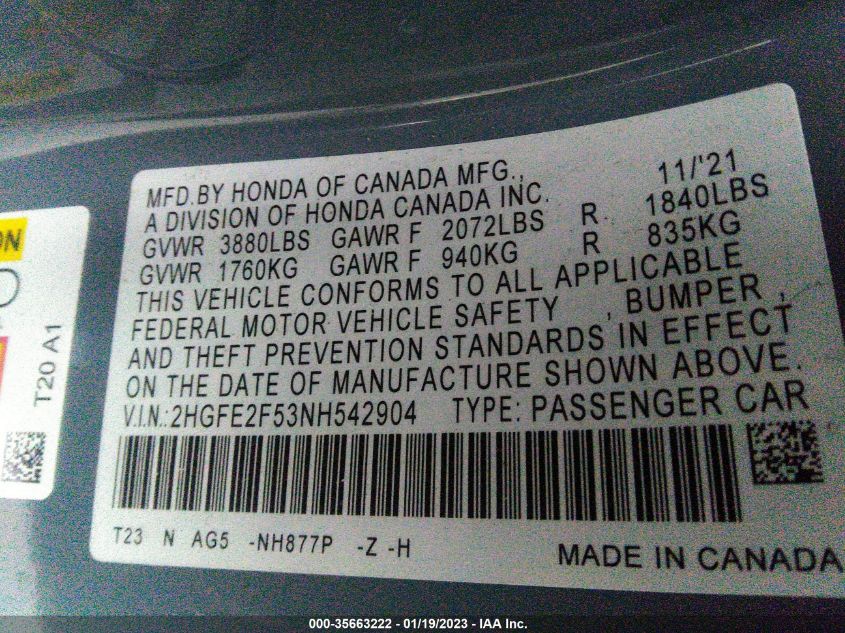 MFD.BY HONDA OF CANADA MFG., 11/'21
A DIVISION OF HONDA CANADA INC.
GVWR 3880LBS GAWR F 2072LBS R 1840LBS
GVWR 1760KG GAWR F 940KG R 835KG
THIS VEHICLE CONFORMS TO ALL APPLICABLE
FEDERAL MOTOR VEHICLE SAFETY , BUMPER ,
AND THEFT PREVENTION STANDARDS IN EFFECT
ON THE DATE OF MANUFACTURE SHOWN ABOVE.
V.I.N.:2HGFE2F53NH542904 TYPE: PASSENGER CAR
T23 N AG5 -NH877P -Z -H
MADE IN CANADA
T20 A1
000-35663222 - 01/19/2023 - IAA Inc.